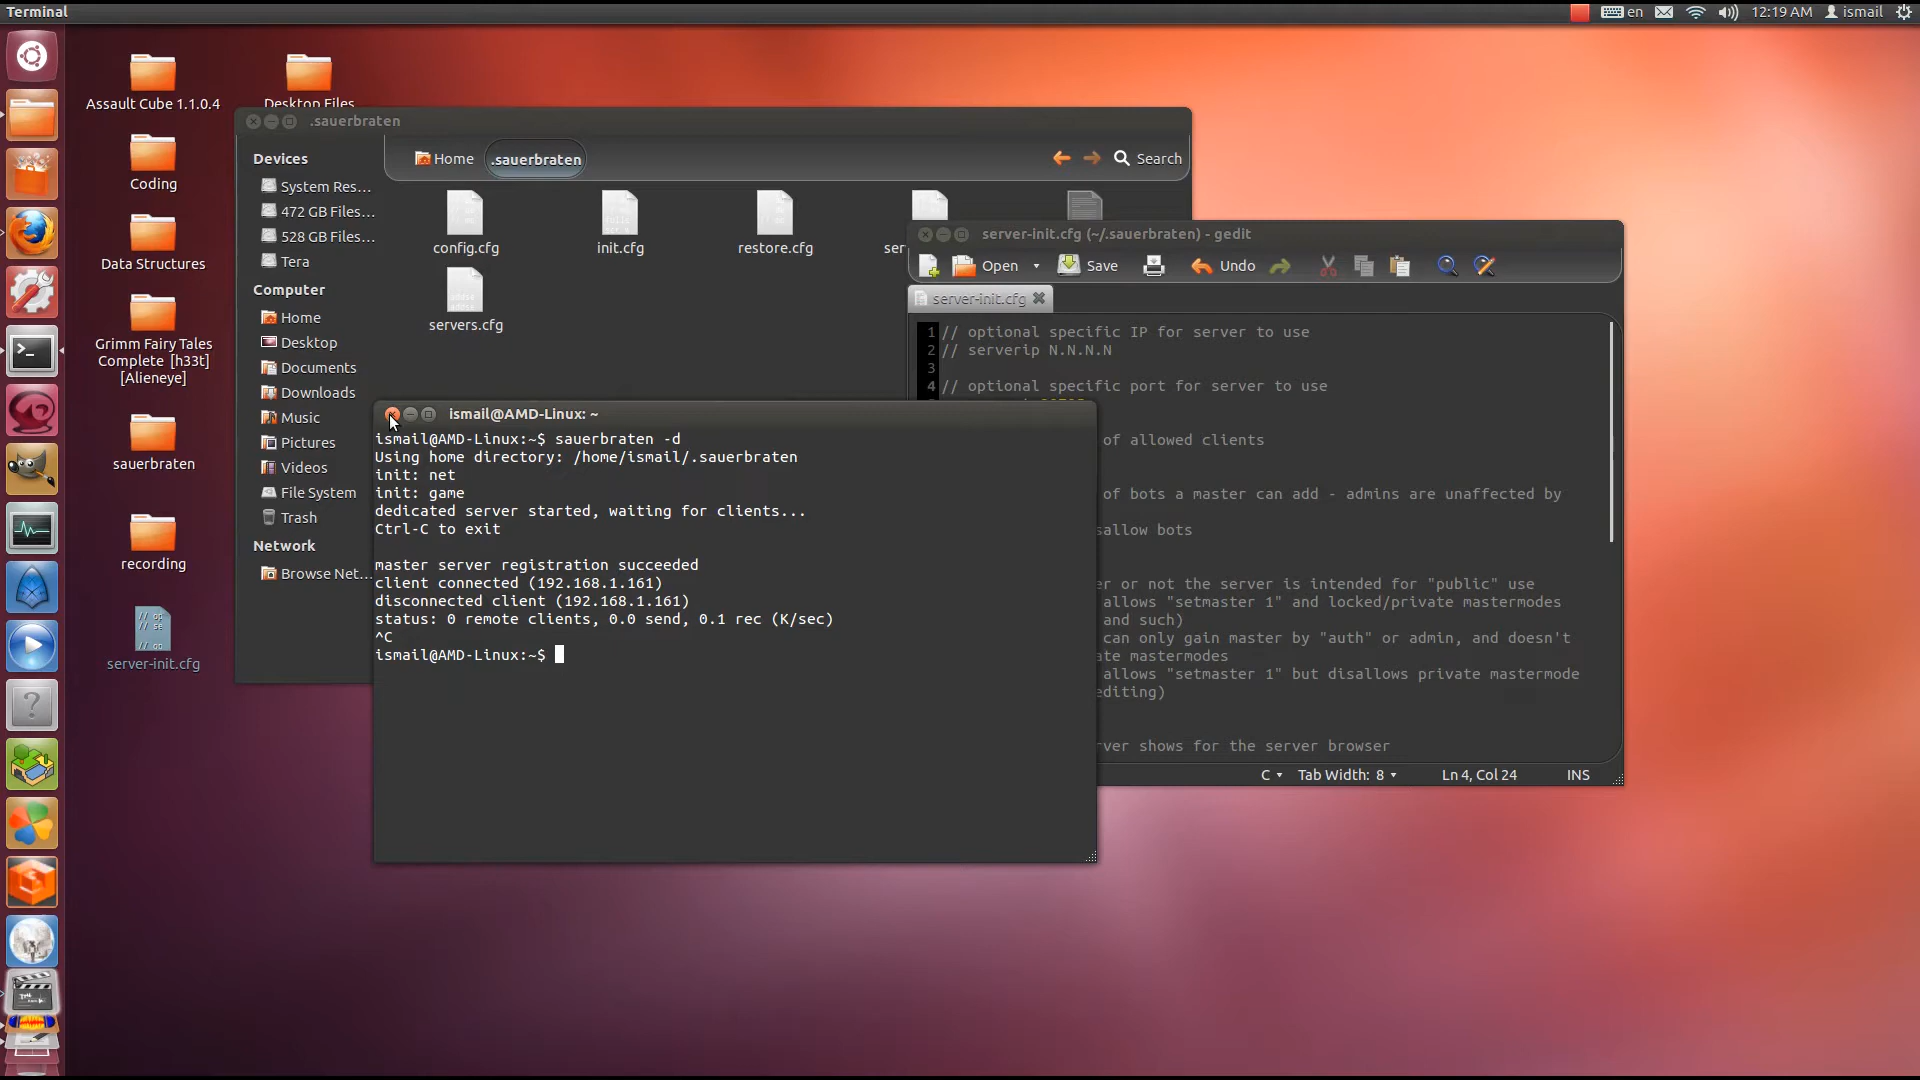 Terminal
en
12:19 AM
ismail
Assault Cube 1.1.0.4
Desktop Files
Coding
Data Structures
Grimm Fairy Tales
Complete [h33t]
[Alieneye]
sauerbraten
recording
server-init.cfg
.sauerbraten
Devices
System Res...
472 GB Files...
528 GB Files...
Tera
Computer
Home
Desktop
Documents
Downloads
Music
Pictures
Videos
File System
Trash
Network
Browse Net...
Home
.sauerbraten
Search
config.cfg
init.cfg
restore.cfg
ser
servers.cfg
server-init.cfg (~/.sauerbraten) - gedit
Open
Save
Undo
server-init.cfg
1 // optional specific IP for server to use
2 // serverip N.N.N.N
3
4 // optional specific port for server to use
of allowed clients
of bots a master can add - admins are unaffected by
sallow bots
er or not the server is intended for "public" use
allows "setmaster 1" and locked/private mastermodes
and such)
can only gain master by "auth" or admin, and doesn't
ate mastermodes
allows "setmaster 1" but disallows private mastermode
editing)
rver shows for the server browser
C
Tab Width: 8
Ln 4, Col 24
INS
ismail@AMD-Linux: ~
ismail@AMD-Linux:~$ sauerbraten -d
Using home directory: /home/ismail/.sauerbraten
init: net
init: game
dedicated server started, waiting for clients...
Ctrl-C to exit
master server registration succeeded
client connected (192.168.1.161)
disconnected client (192.168.1.161)
status: 0 remote clients, 0.0 send, 0.1 rec (K/sec)
^C
ismail@AMD-Linux:~$